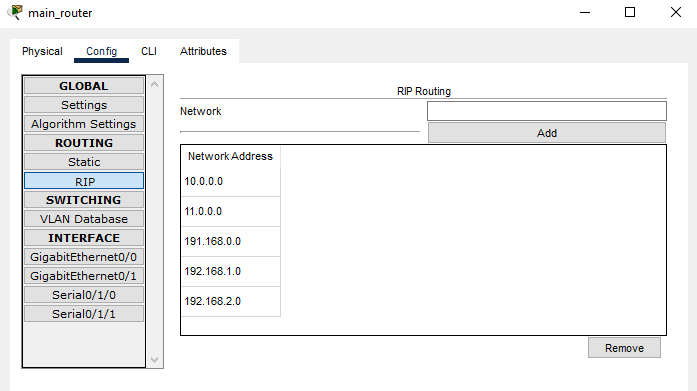 main_router
Physical Config CLI Attributes
GLOBAL
Settings
Algorithm Settings
ROUTING
Static
RIP
SWITCHING
VLAN Database
INTERFACE
GigabitEthernet0/0
GigabitEthernet0/1
Serial0/1/0
Serial0/1/1
RIP Routing
Network
Add
Network Address
10.0.0.0
11.0.0.0
191.168.0.0
192.168.1.0
192.168.2.0
Remove